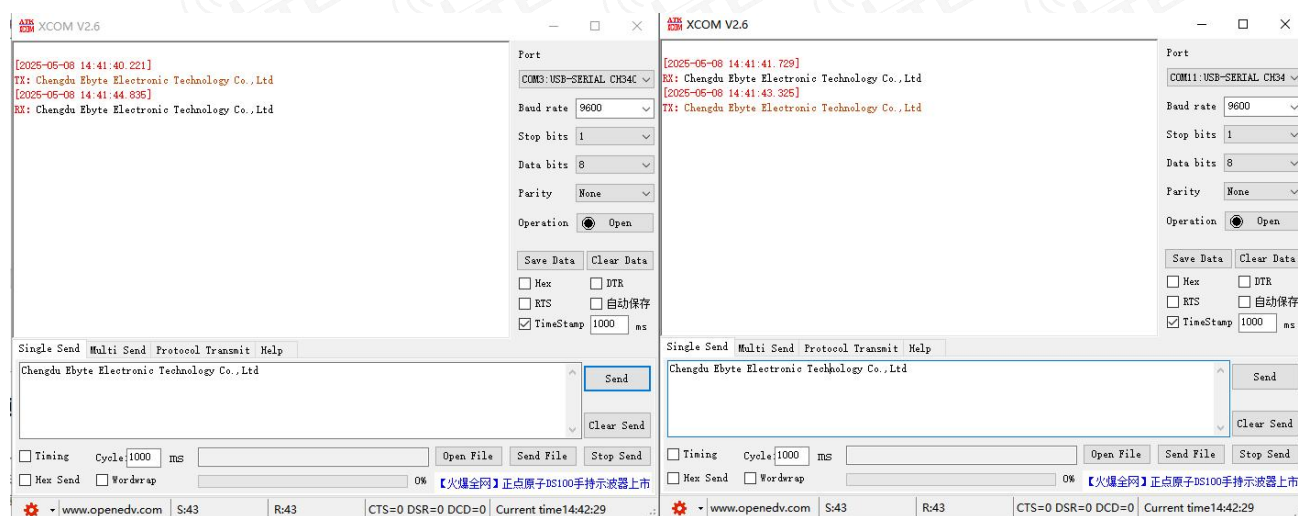 ATK
XCOM XCOM V2.6
[2025-05-08 14:41:40.221]
TX: Chengdu Ebyte Electronic Technology Co.,Ltd
[2025-05-08 14:41:44.835]
RX: Chengdu Ebyte Electronic Technology Co.,Ltd
Port
COM3:USB-SERIAL CH34C
Baud rate 9600
Stop bits 1
Data bits 8
Parity None
Operation Open
Save Data Clear Data
Hex DTR
RTS 自动保存
TimeStamp 1000 ms
Single Send Multi Send Protocol Transmit Help
Chengdu Ebyte Electronic Technology Co.,Ltd
Send
Clear Send
Timing Cycle:1000 ms Open File Send File Stop Send
Hex Send Wordwrap 0% 【火爆全网】正点原子DS100手持示波器上市
www.openedv.com S:43 R:43 CTS=0 DSR=0 DCD=0 Current time14:42:29
ATK
XCOM XCOM V2.6
[2025-05-08 14:41:41.729]
RX: Chengdu Ebyte Electronic Technology Co.,Ltd
[2025-05-08 14:41:43.325]
TX: Chengdu Ebyte Electronic Technology Co.,Ltd
Port
COM11:USB-SERIAL CH34
Baud rate 9600
Stop bits 1
Data bits 8
Parity None
Operation Open
Save Data Clear Data
Hex DTR
RTS 自动保存
TimeStamp 1000 ms
Single Send Multi Send Protocol Transmit Help
Chengdu Ebyte Electronic Technology Co.,Ltd
Send
Clear Send
Timing Cycle:1000 ms Open File Send File Stop Send
Hex Send Wordwrap 0% 【火爆全网】正点原子DS100手持示波器上市
www.openedv.com S:43 R:43 CTS=0 DSR=0 DCD=0 Current time14:42:29